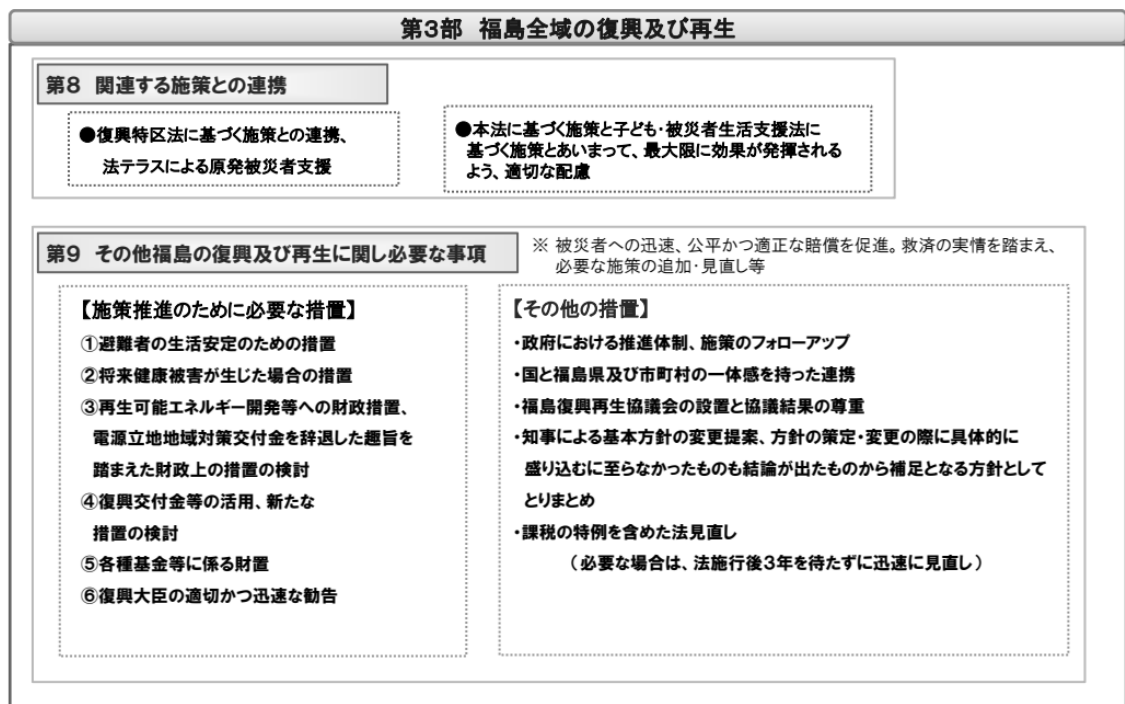 第3部 福島全域の復興及び再生
第8 関連する施策との連携
●復興特区法に基づく施策との連携、
法テラスによる原発被災者支援
●本法に基づく施策と子ども・被災者生活支援法に
基づく施策とあいまって、最大限に効果が発揮される
よう、適切な配慮
第9 その他福島の復興及び再生に関し必要な事項
※ 被災者への迅速、公平かつ適正な賠償を促進。救済の実情を踏まえ、
必要な施策の追加・見直し等
【施策推進のために必要な措置】
①避難者の生活安定のための措置
②将来健康被害が生じた場合の措置
③再生可能エネルギー開発等への財政措置、
電源立地地域対策交付金を辞退した趣旨を
踏まえた財政上の措置の検討
④復興交付金等の活用、新たな
措置の検討
⑤各種基金等に係る財置
⑥復興大臣の適切かつ迅速な勧告
【その他の措置】
・政府における推進体制、施策のフォローアップ
・国と福島県及び市町村の一体感を持った連携
・福島復興再生協議会の設置と協議結果の尊重
・知事による基本方針の変更提案、方針の策定・変更の際に具体的に
盛り込むに至らなかったものも結論が出たものから補足となる方針として
とりまとめ
・課税の特例を含めた法見直し
（必要な場合は、法施行後3年を待たずに迅速に見直し）